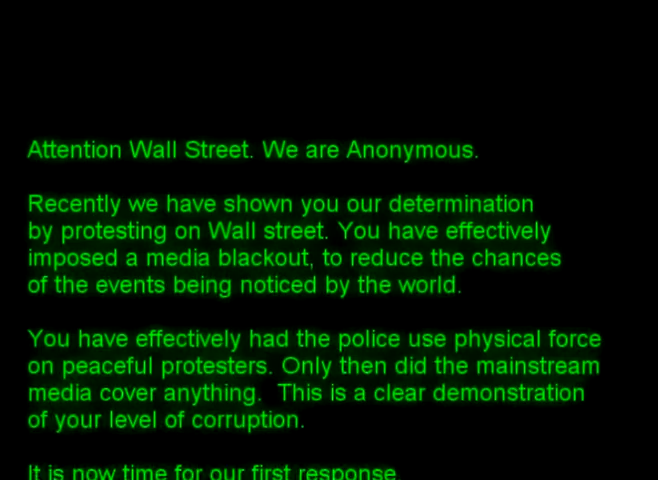 Attention Wall Street. We are Anonymous.
Recently we have shown you our determination
by protesting on Wall street. You have effectively
imposed a media blackout, to reduce the chances
of the events being noticed by the world.
You have effectively had the police use physical force
on peaceful protesters. Only then did the mainstream
media cover anything.  This is a clear demonstration
of your level of corruption.
It is now time for our first response